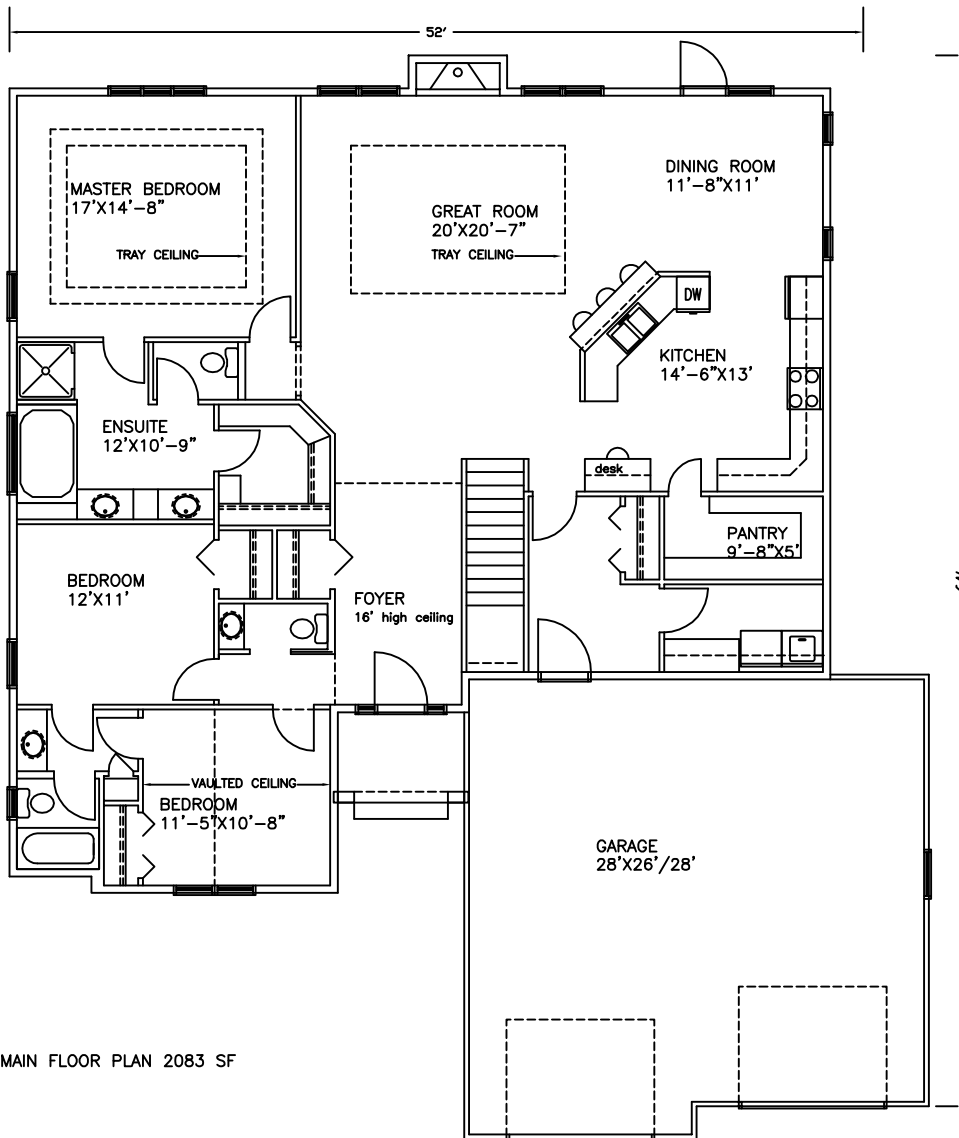 52'
MASTER BEDROOM
17'X14'-8"
TRAY CEILING
GREAT ROOM
20'X20'-7"
TRAY CEILING
DINING ROOM
11'-8"X11'
DW
KITCHEN
14'-6"X13'
ENSUITE
12'X10'-9"
desk
PANTRY
9'-8"X5'
BEDROOM
12'X11'
FOYER
16' high ceiling
VAULTED CEILING
BEDROOM
11'-5"X10'-8"
GARAGE
28'X26'/28'
MAIN FLOOR PLAN 2083 SF